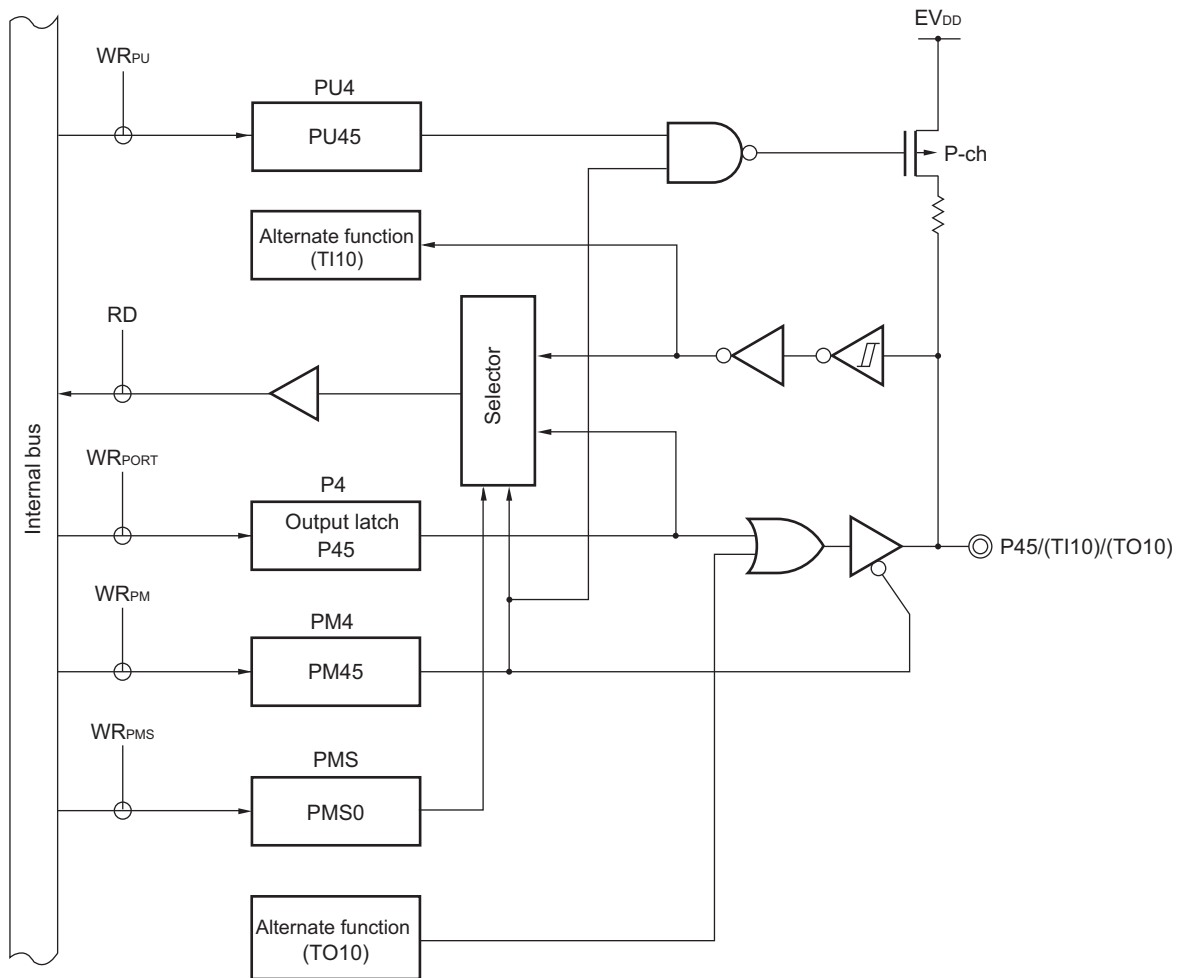 EVDD
WRPU
PU4
PU45
P-ch
Alternate function
(TI10)
RD
Selector
Internal bus
WRPORT
P4
Output latch
P45
P45/(TI10)/(TO10)
WRPM
PM4
PM45
WRPMS
PMS
PMS0
Alternate function
(TO10)